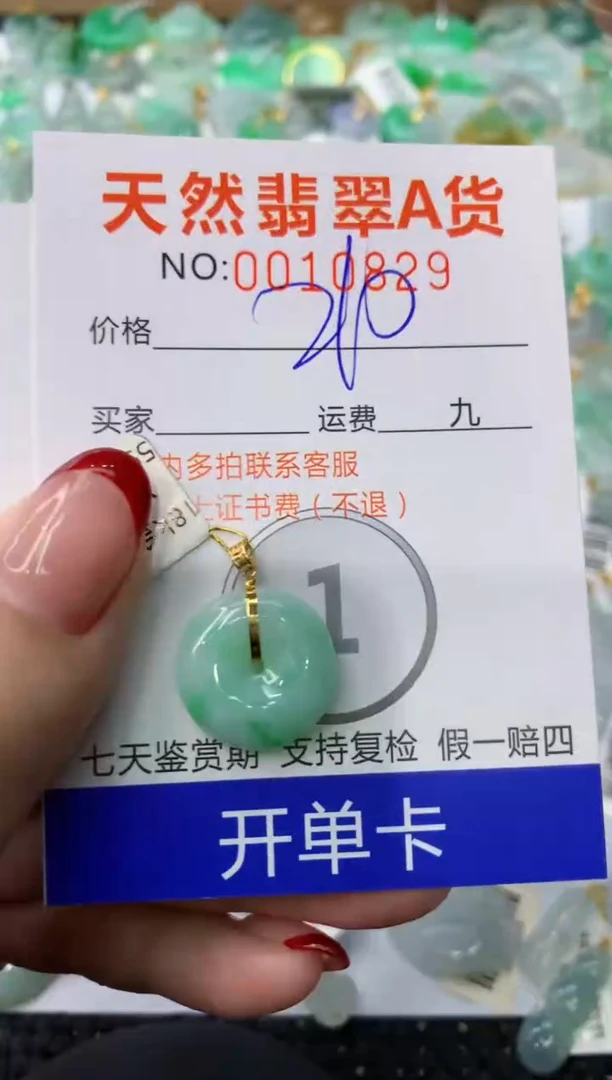 天然翡翠A货
NO:0010829
价格 210
买家 运费 九
内多拍联系客服
上证书费(不退)
1
七天鉴赏期 支持复检 假一赔四
开单卡